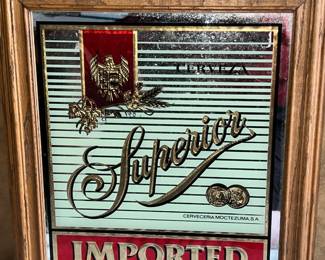 CERVEZA
Superior
CERVECERIA MOCTEZUMA, S.A.
IMPORTED